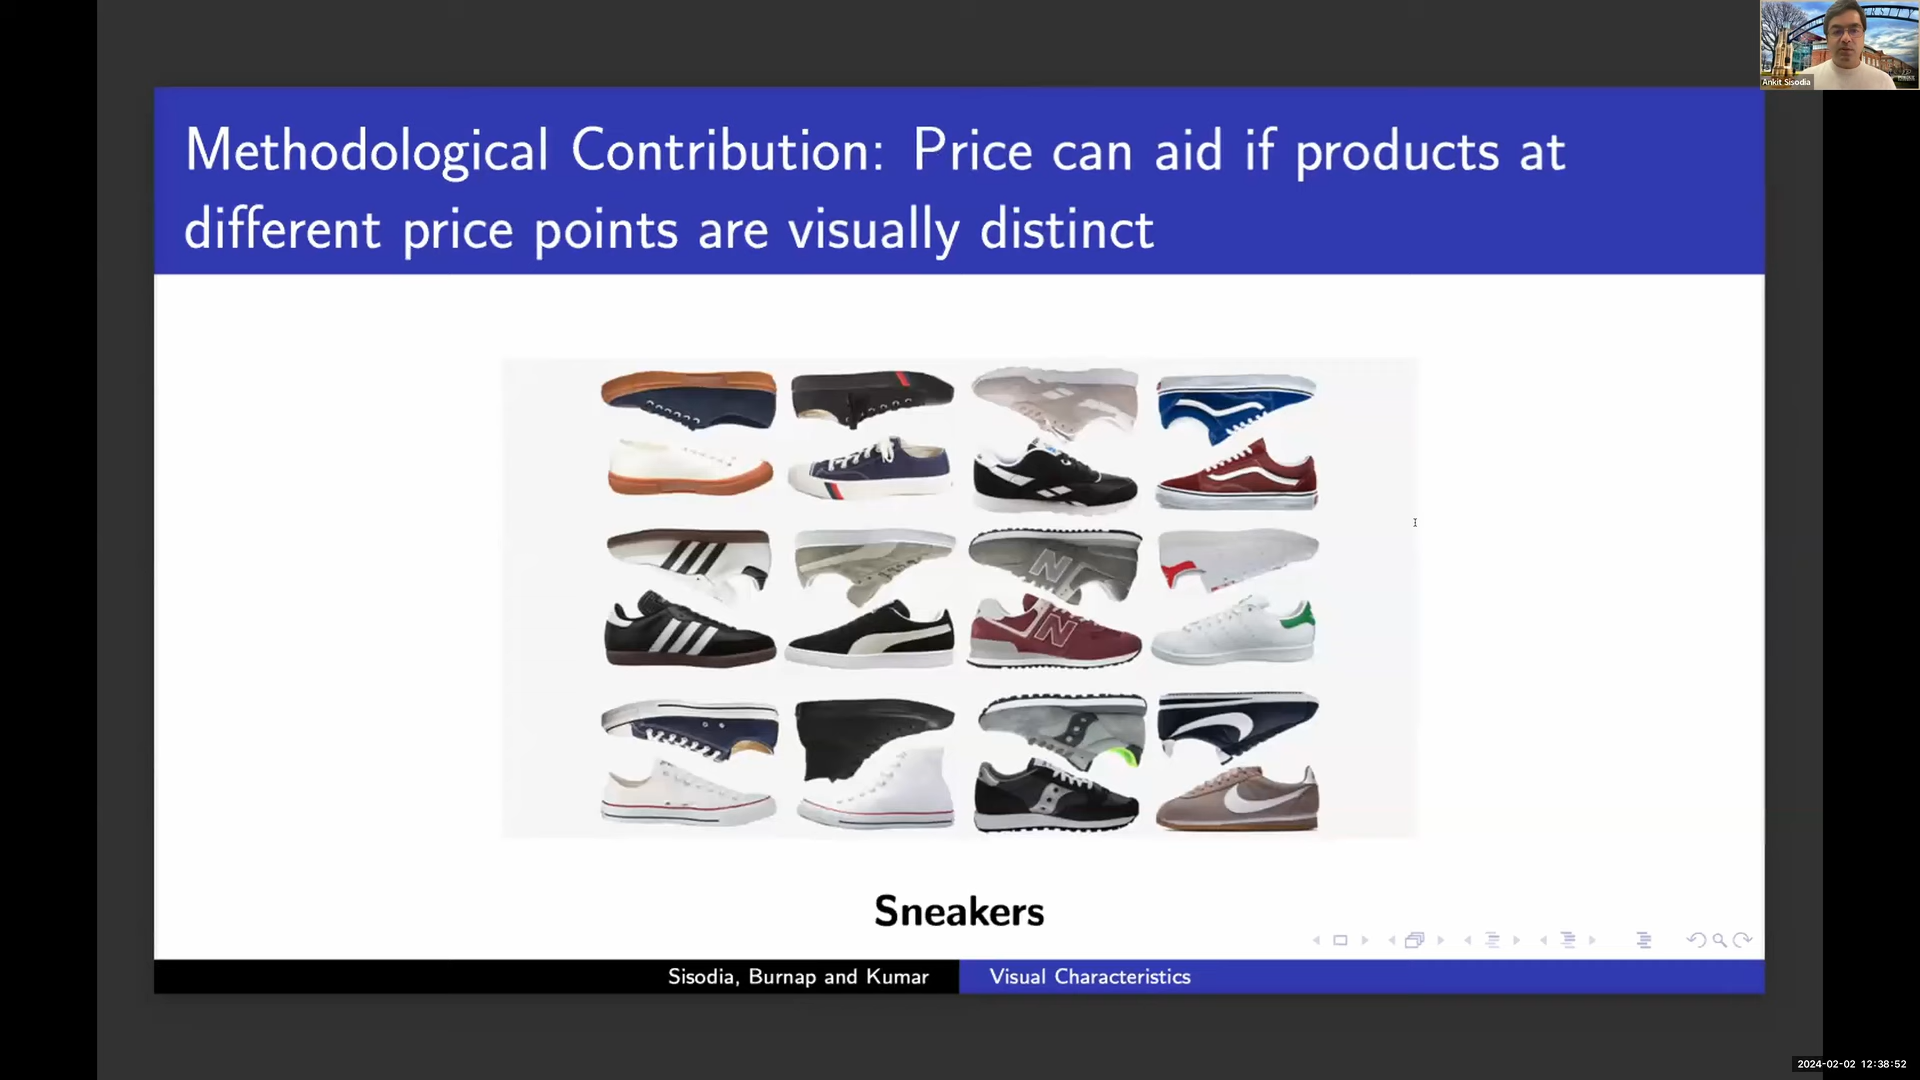 Ankit Sisodia
Methodological Contribution: Price can aid if products at
different price points are visually distinct
N
N
Sneakers
Sisodia, Burnap and Kumar
Visual Characteristics
2024-02-02 12:38:52